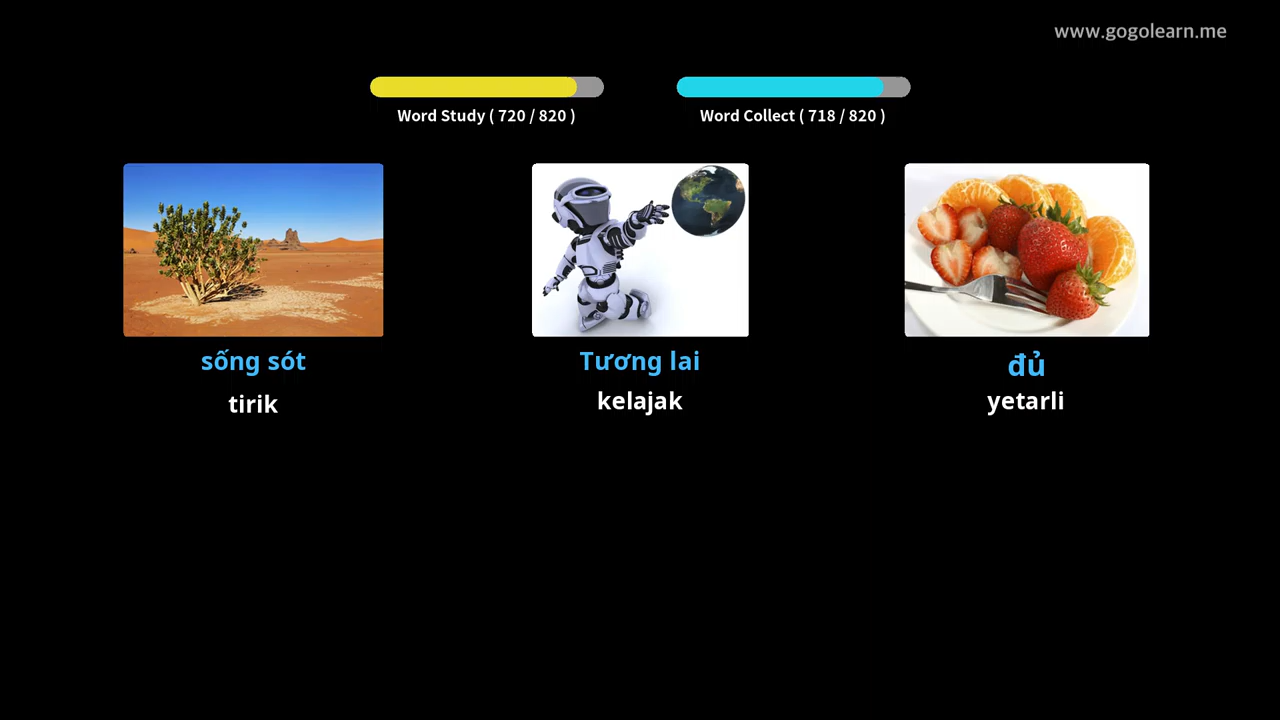 www.gogolearn.me
Word Study ( 720 / 820 )
Word Collect ( 718 / 820 )
sống sót
tirik
Tương lai
kelajak
đủ
yetarli